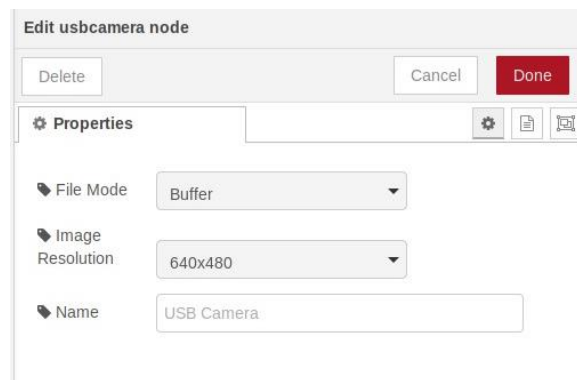 Edit usbcamera node
Delete
Cancel
Done
Properties
File Mode
Buffer
Image
Resolution
640x480
Name
USB Camera